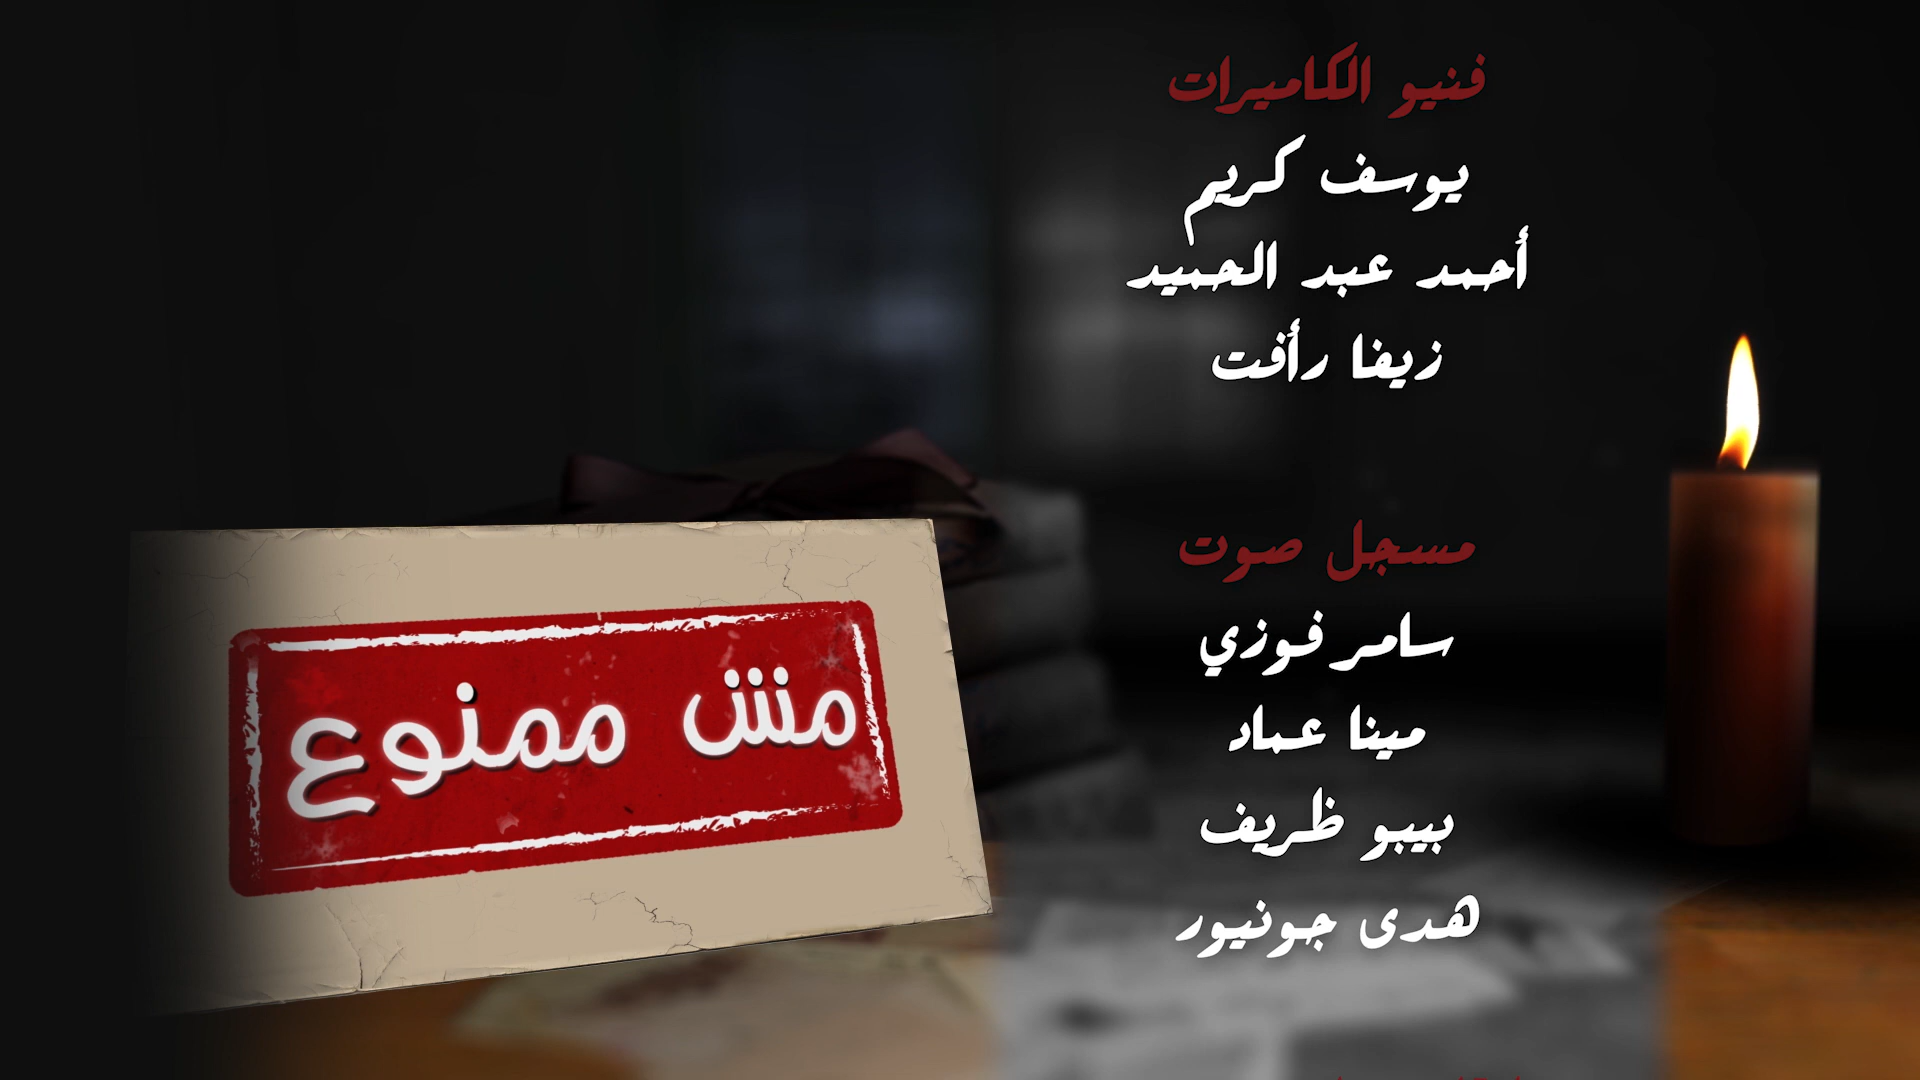 فنيو الكاميرات
يوسف كريم
أحمد عبد الحميد
زيفا رأفت
مسجل صوت
سامر فوزي
مينا عماد
بيبو ظريف
هدى جونيور
مش ممنوع